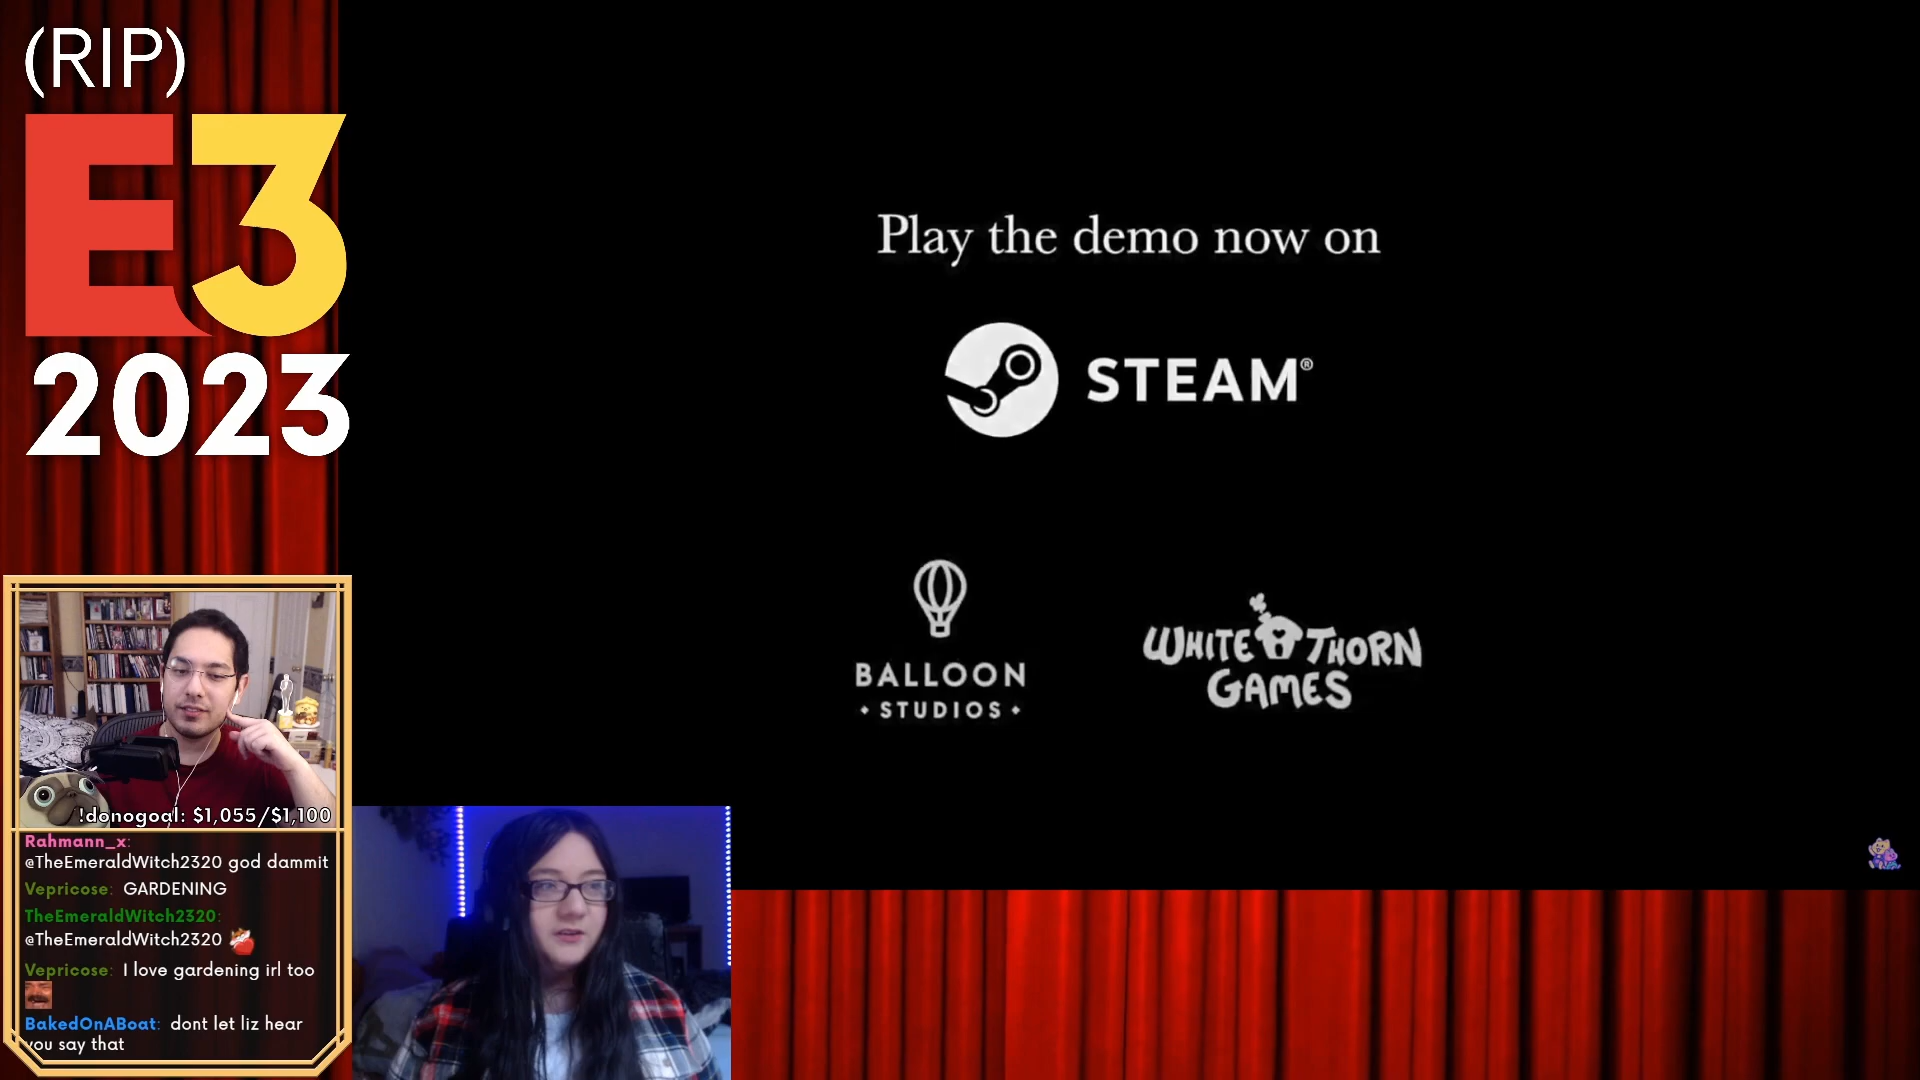 (RIP)
E3
2023
Play the demo now on
STEAM®
BALLOON
• STUDIOS •
WHITETHORN
GAMES
!donogoal: $1,055/$1,100
Rahmann_x:
@TheEmeraldWitch2320 god dammit
Vepricose: GARDENING
TheEmeraldWitch2320:
@TheEmeraldWitch2320
Vepricose: I love gardening irl too
BakedOnABoat: dont let liz hear
you say that